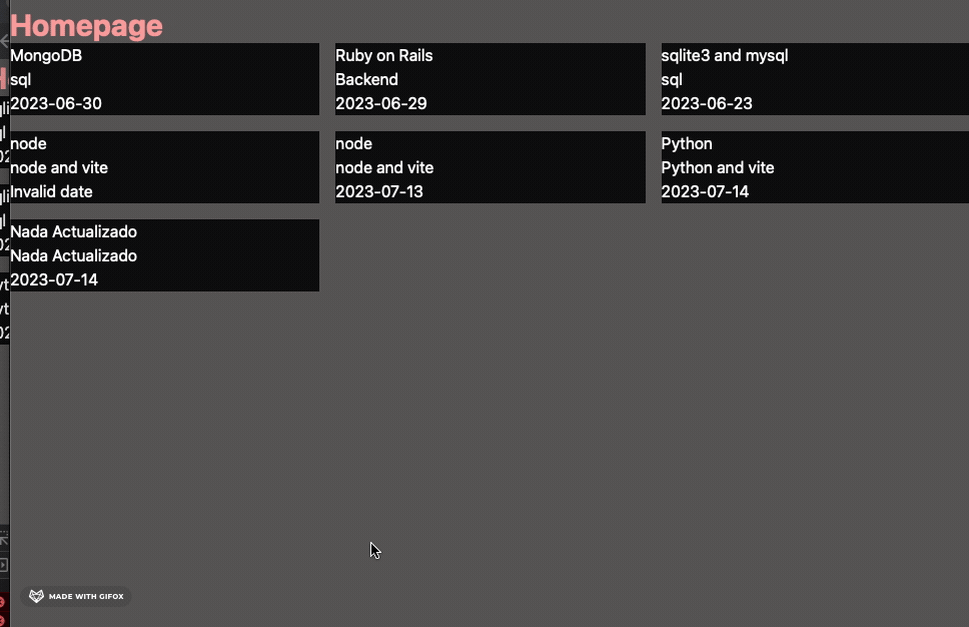 Homepage
MongoDB
sql
2023-06-30
Ruby on Rails
Backend
2023-06-29
sqlite3 and mysql
sql
2023-06-23
node
node and vite
Invalid date
node
node and vite
2023-07-13
Python
Python and vite
2023-07-14
Nada Actualizado
Nada Actualizado
2023-07-14
MADE WITH GIFOX